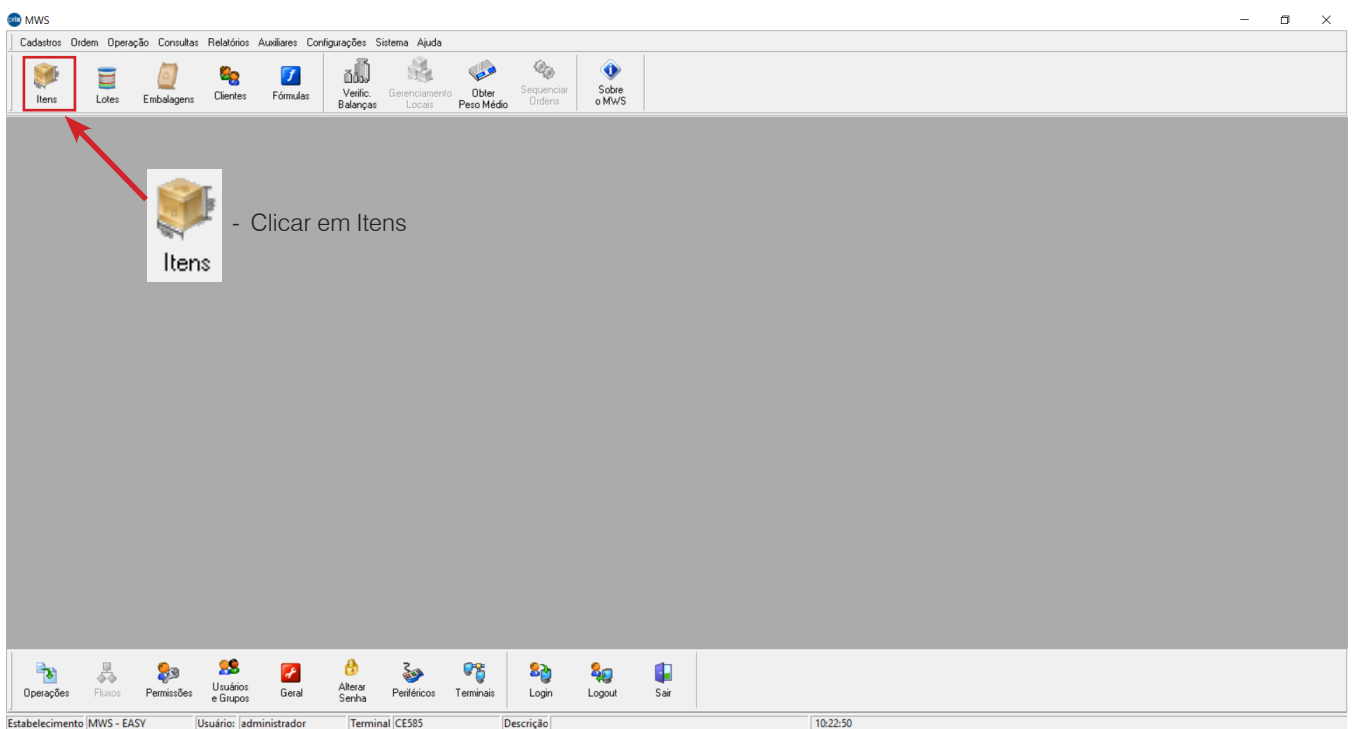 prix MWS
Cadastros Ordem Operação Consultas Relatórios Auxiliares Configurações Sistema Ajuda
Itens Lotes Embalagens Clientes Fórmulas Verific. Balanças Gerenciamento Locais Obter Peso Médio Sequenciar Ordens Sobre o MWS
- Clicar em Itens
Itens
Operações Fluxos Permissões Usuários e Grupos Geral Alterar Senha Periféricos Terminais Login Logout Sair
Estabelecimento MWS - EASY Usuário: administrador Terminal CE585 Descrição 10:22:50